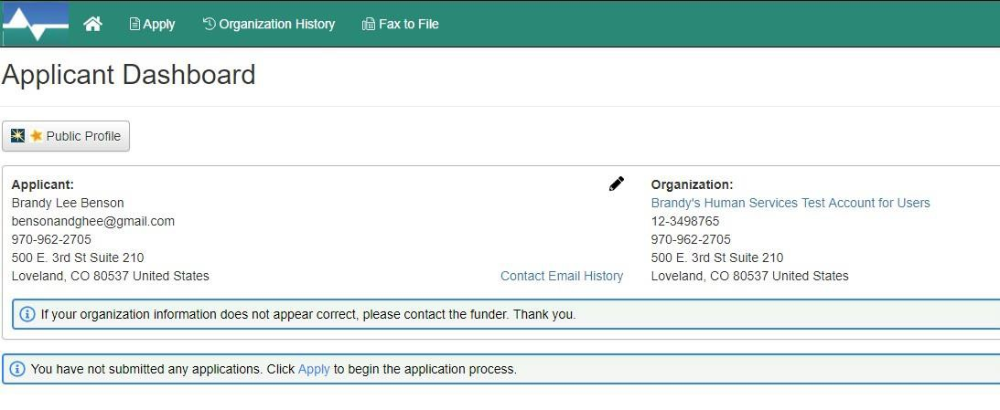 Apply Organization History Fax to File
Applicant Dashboard
Public Profile
Applicant:
Brandy Lee Benson
bensonandghee@gmail.com
970-962-2705
500 E. 3rd St Suite 210
Loveland, CO 80537 United States
Contact Email History
Organization:
Brandy's Human Services Test Account for Users
12-3498765
970-962-2705
500 E. 3rd St Suite 210
Loveland, CO 80537 United States
If your organization information does not appear correct, please contact the funder. Thank you.
You have not submitted any applications. Click Apply to begin the application process.